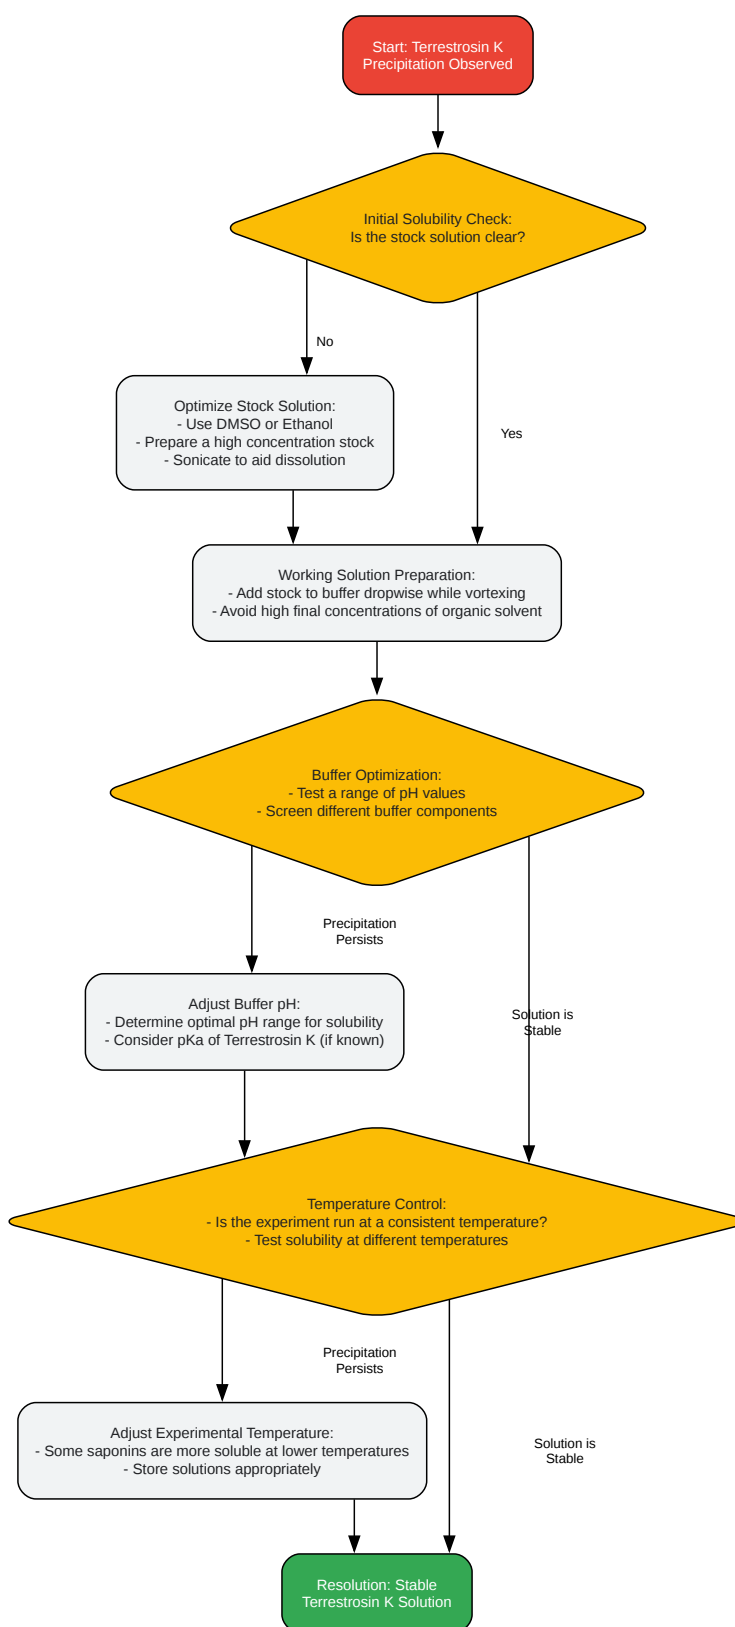 Start: Terrestrosin K
Precipitation Observed
Initial Solubility Check:
Is the stock solution clear?
No
Optimize Stock Solution:
- Use DMSO or Ethanol
- Prepare a high concentration stock
- Sonicate to aid dissolution
Yes
Working Solution Preparation:
- Add stock to buffer dropwise while vortexing
- Avoid high final concentrations of organic solvent
Buffer Optimization:
- Test a range of pH values
- Screen different buffer components
Precipitation
Persists
Adjust Buffer pH:
- Determine optimal pH range for solubility
- Consider pKa of Terrestrosin K (if known)
Solution is
Stable
Temperature Control:
- Is the experiment run at a consistent temperature?
- Test solubility at different temperatures
Precipitation
Persists
Adjust Experimental Temperature:
- Some saponins are more soluble at lower temperatures
- Store solutions appropriately
Solution is
Stable
Resolution: Stable
Terrestrosin K Solution